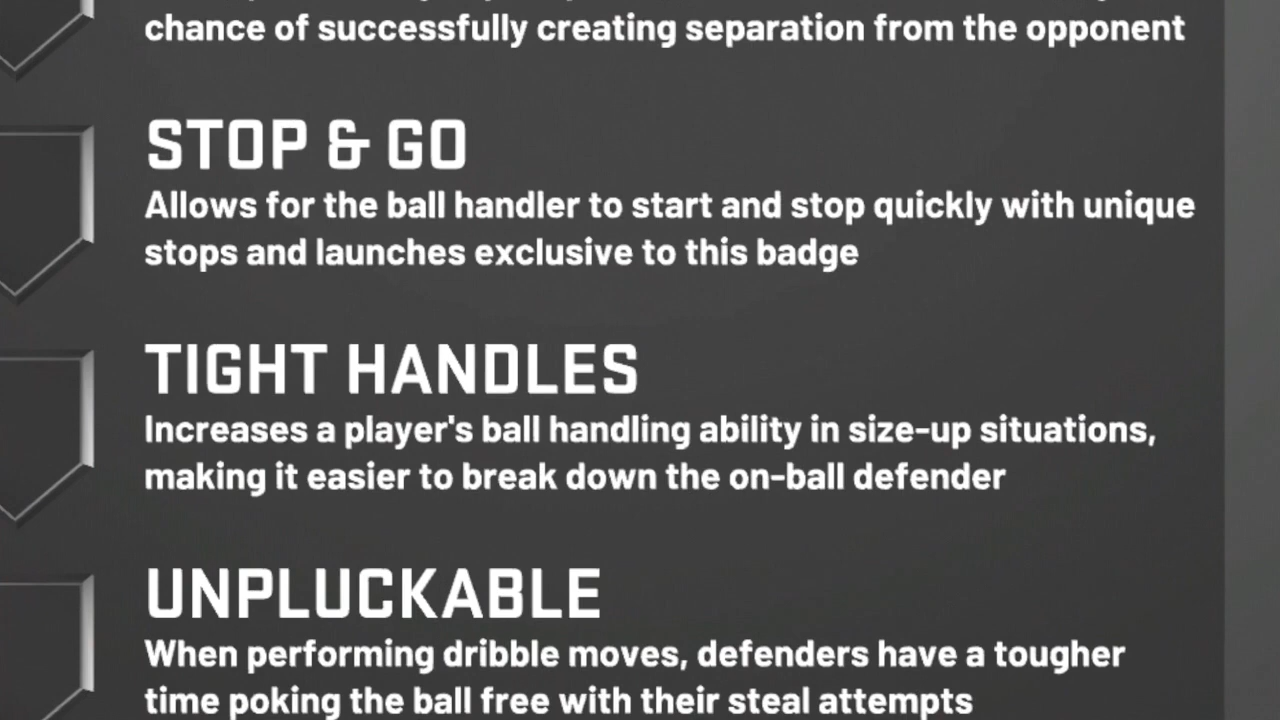 chance of successfully creating separation from the opponent
STOP & GO
Allows for the ball handler to start and stop quickly with unique
stops and launches exclusive to this badge
TIGHT HANDLES
Increases a player's ball handling ability in size-up situations,
making it easier to break down the on-ball defender
UNPLUCKABLE
When performing dribble moves, defenders have a tougher
time poking the ball free with their steal attempts